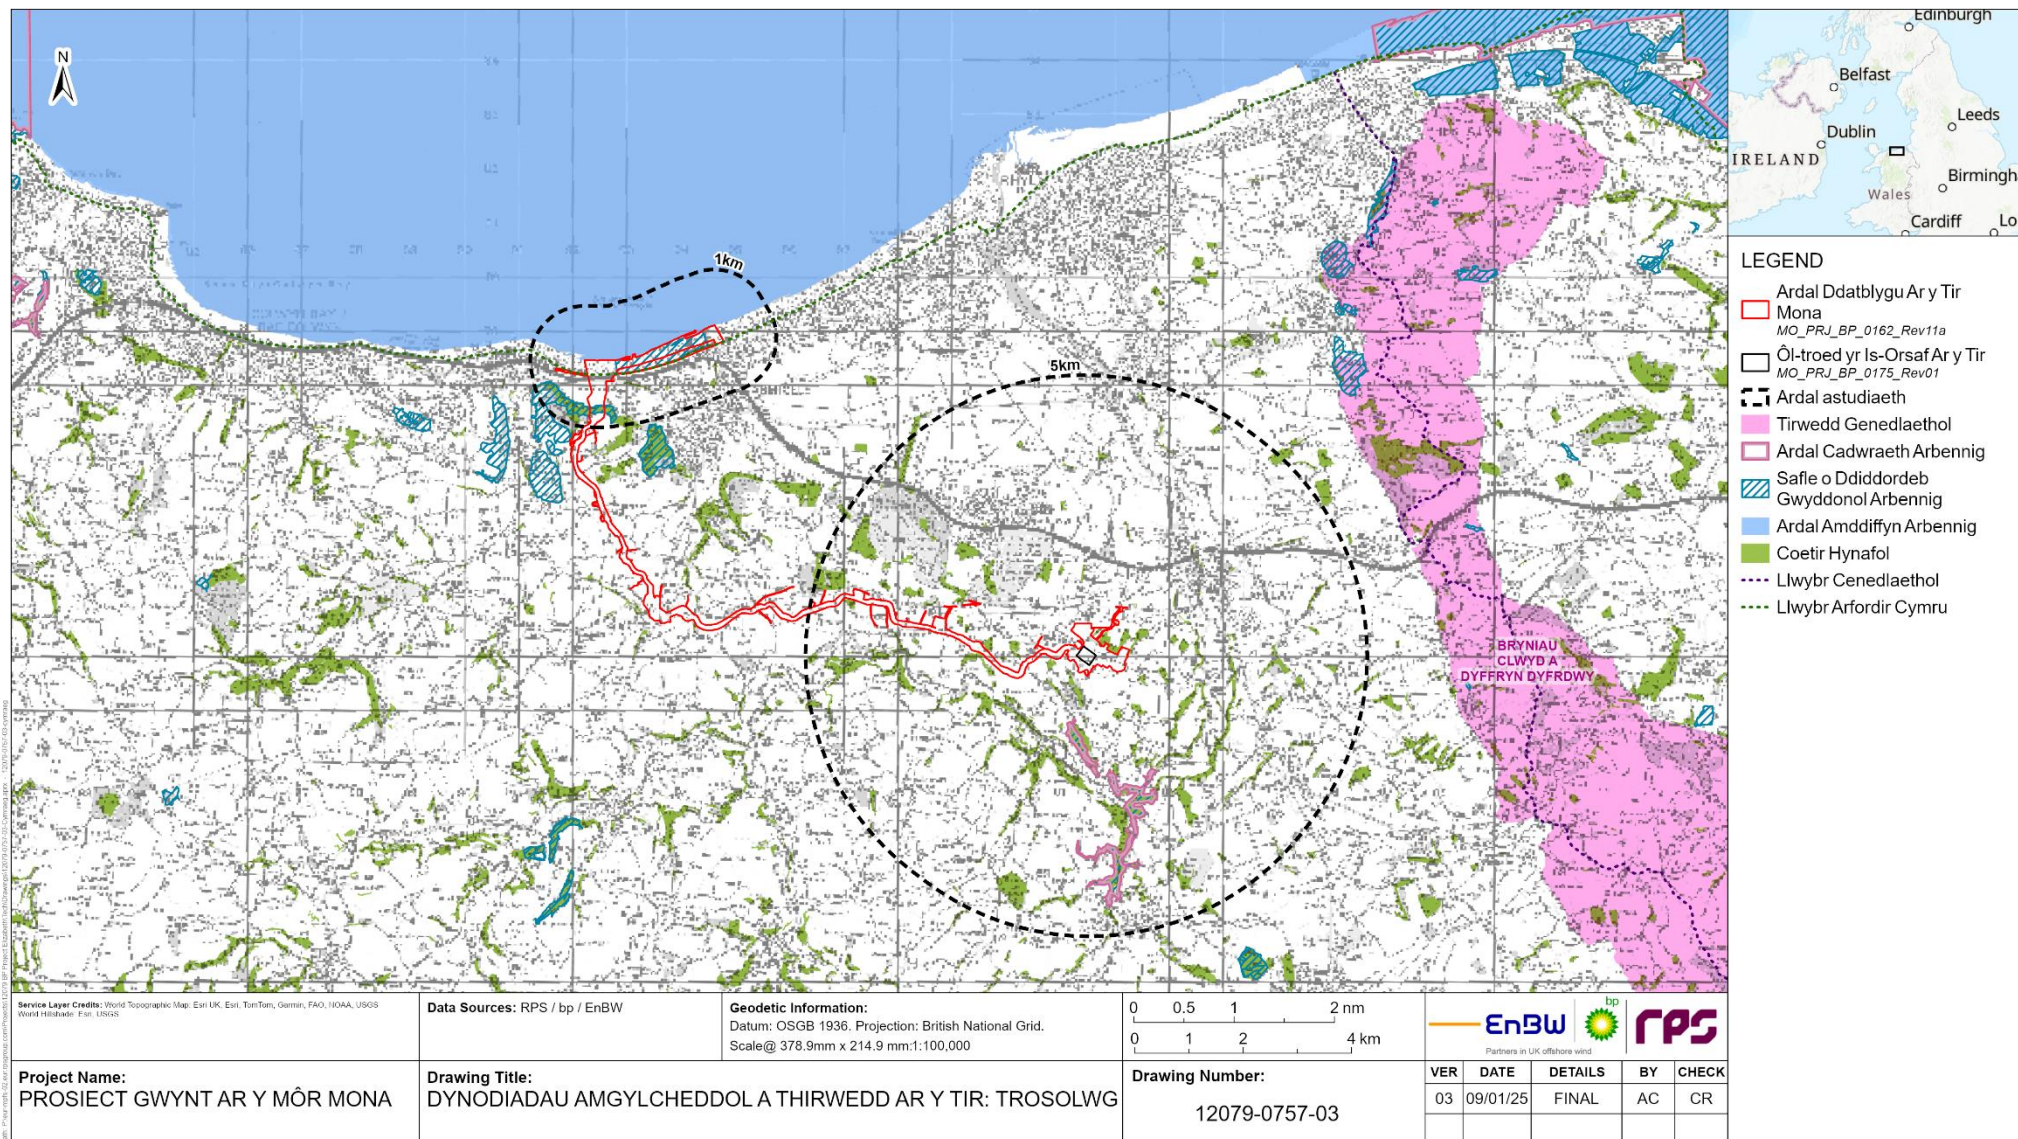 N
1km
5km
BRYNIAU
CLWYD A
DYFFRYN DYFRDWY
Edinburgh
Belfast
Leeds
Dublin
IRELAND
Birmingh
Wales
Cardiff
Lo
LEGEND
Ardal Ddatblygu Ar y Tir
Mona
MO_PRJ_BP_0162_Rev11a
Ôl-troed yr Is-Orsaf Ar y Tir
MO_PRJ_BP_0175_Rev01
Ardal astudiaeth
Tirwedd Genedlaethol
Ardal Cadwraeth Arbennig
Safle o Ddiddordeb
Gwyddonol Arbennig
Ardal Amddiffyn Arbennig
Coetir Hynafol
Llwybr Cenedlaethol
Llwybr Arfordir Cymru
Service Layer Credits: World Topographic Map: Esri UK, Esri, TomTom, Garmin, FAO, NOAA, USGS
World Hillshade: Esri, USGS
Data Sources: RPS / bp / EnBW
Geodetic Information:
Datum: OSGB 1936. Projection: British National Grid.
Scale@ 378.9mm x 214.9 mm:1:100,000
0 0.5 1 2 nm
0 1 2 4 km
EnBW bp rps
Partners in UK offshore wind
Project Name:
PROSIECT GWYNT AR Y MÔR MONA
Drawing Title:
DYNODIADAU AMGYLCHEDDOL A THIRWEDD AR Y TIR: TROSOLWG
Drawing Number:
12079-0757-03
VER DATE DETAILS BY CHECK
03 09/01/25 FINAL AC CR